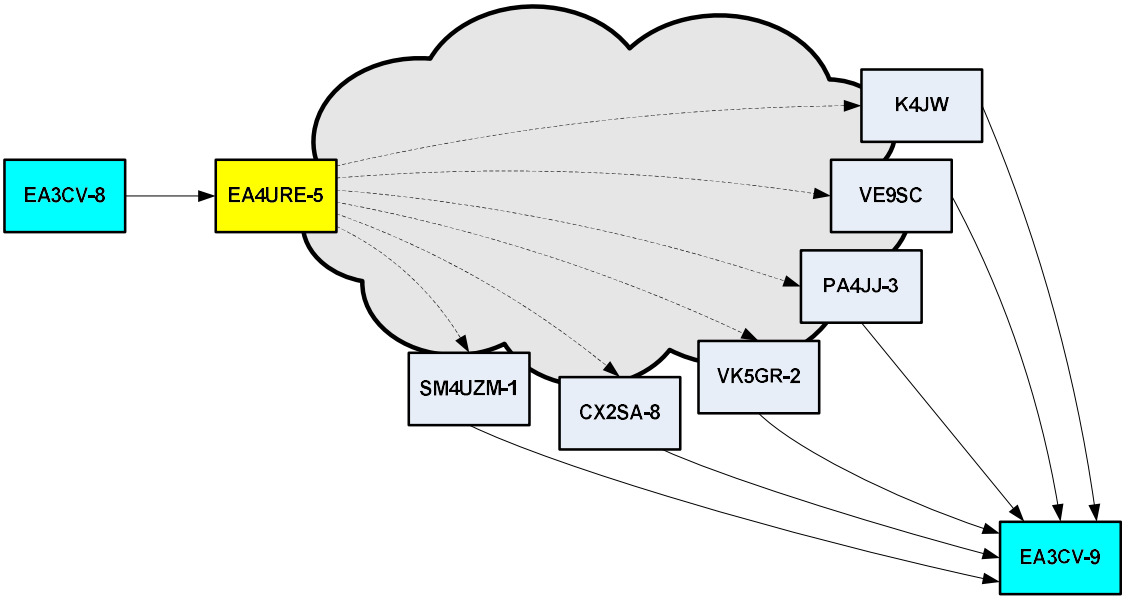 K4JW
EA3CV-8
EA4URE-5
VE9SC
PA4JJ-3
SM4UZM-1
CX2SA-8
VK5GR-2
EA3CV-9